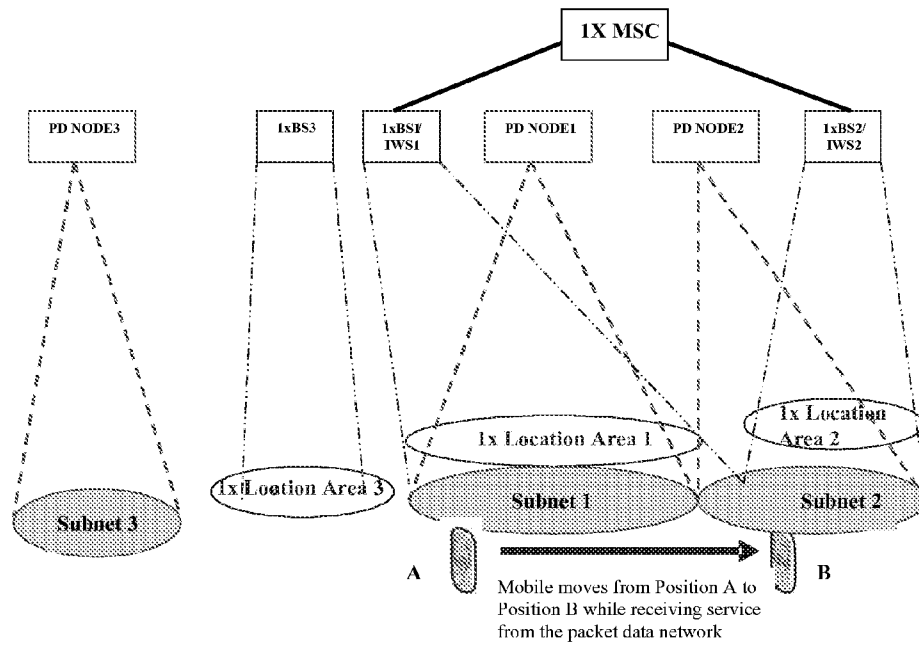 1X MSC
PD NODE3
1xBS3
1xBS1/
IWS1
PD NODE1
PD NODE2
1xBS2/
IWS2
1x Location Area 1
1x Location
Area 2
1x Location Area 3
Subnet 3
Subnet 1
Subnet 2
A
B
Mobile moves from Position A to
Position B while receiving service
from the packet data network